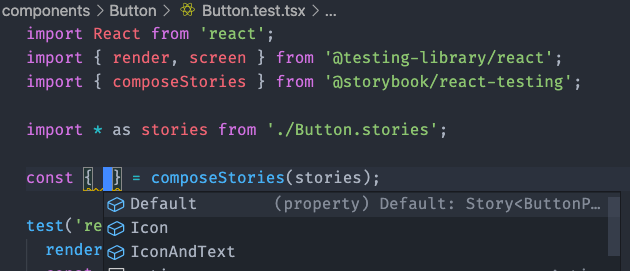 components > Button > Button.test.tsx > ...
import React from 'react';
import { render, screen } from '@testing-library/react';
import { composeStories } from '@storybook/react-testing';
import * as stories from './Button.stories';
const { } = composeStories(stories);
Default (property) Default: Story<ButtonP...
Icon
IconAndText
test('re
render